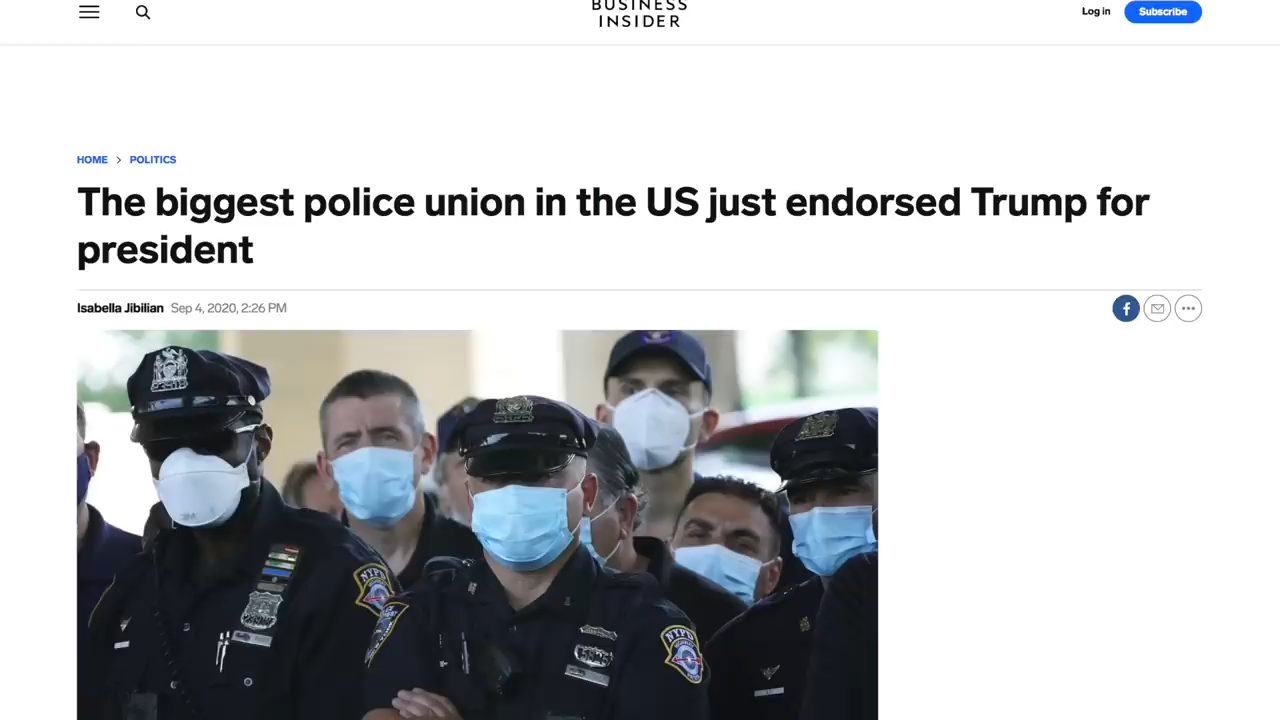 BUSINESS
INSIDER
Log in
Subscribe
HOME > POLITICS
The biggest police union in the US just endorsed Trump for
president
Isabella Jibilian Sep 4, 2020, 2:26 PM
NYPD
NYPD